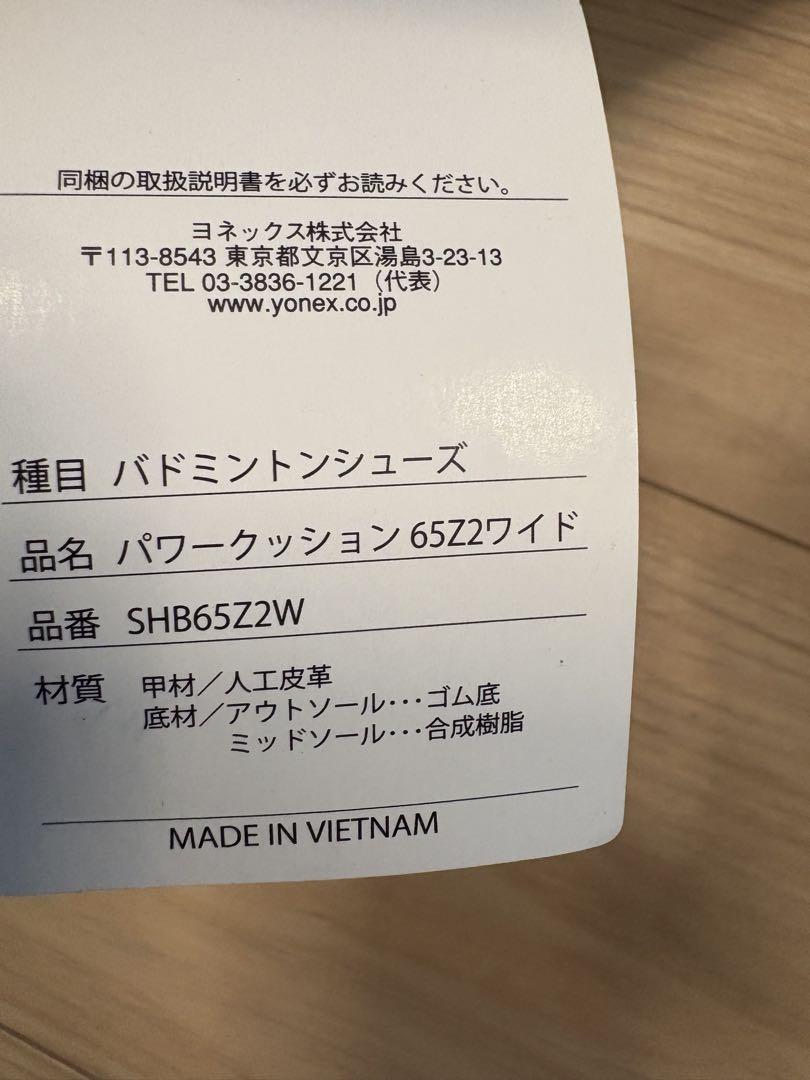 同梱の取扱説明書を必ずお読みください。
ヨネックス株式会社
〒113-8543 東京都文京区湯島3-23-13
TEL 03-3836-1221（代表）
www.yonex.co.jp
種目 バドミントンシューズ
品名 パワークッション 65Z2ワイド
品番 SHB65Z2W
材質 甲材／人工皮革
底材／アウトソール･･･ゴム底
ミッドソール･･･合成樹脂
MADE IN VIETNAM